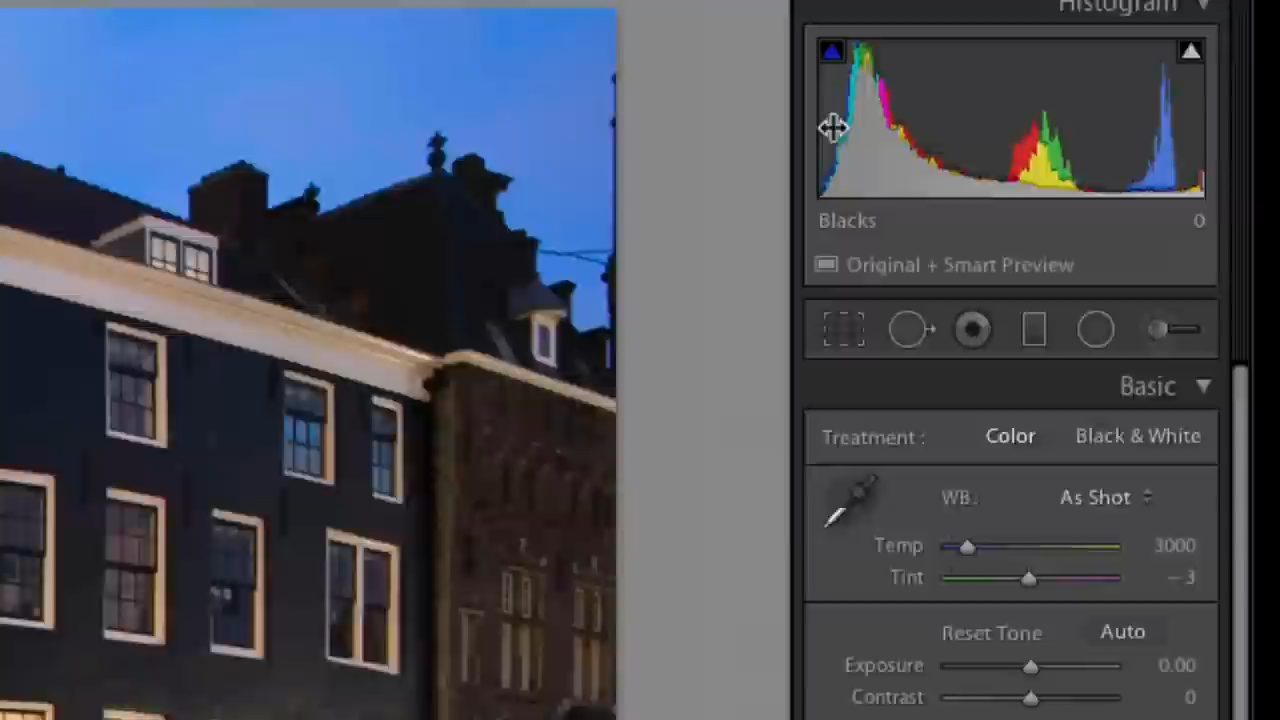 Histogram
Blacks 0
Original + Smart Preview
Basic
Treatment : Color Black & White
WB: As Shot
Temp 3000
Tint – 3
Reset Tone Auto
Exposure 0.00
Contrast 0